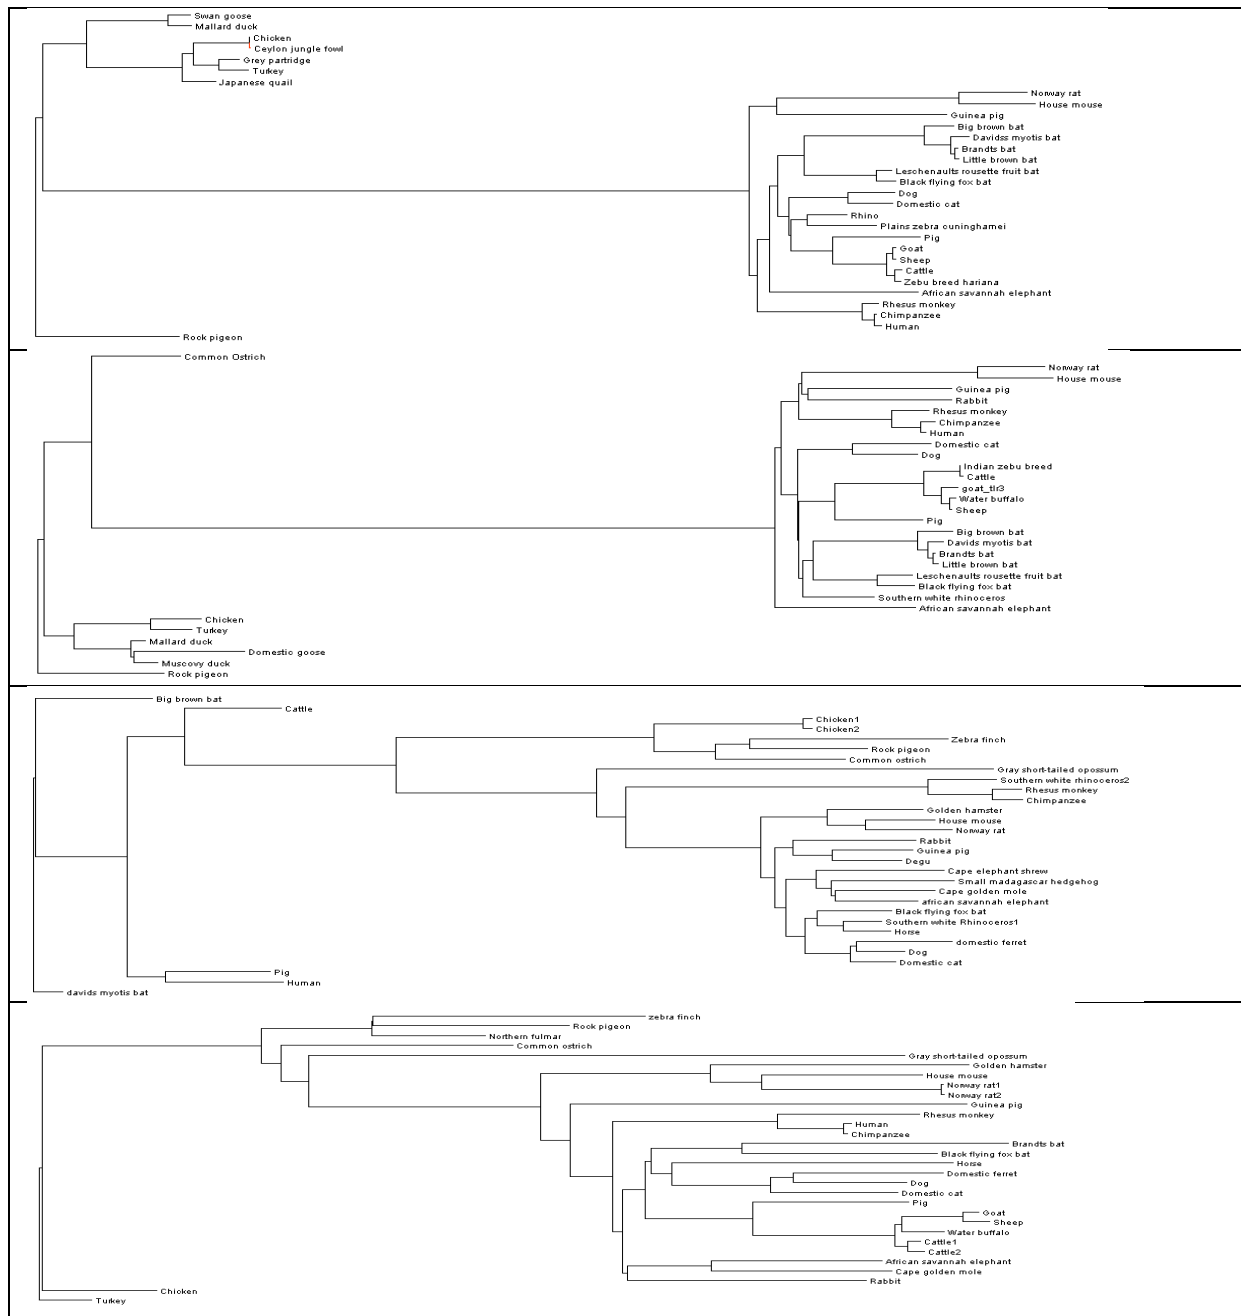 Swan goose
Mallard duck
Chicken
Ceylon jungle fowl
Grey partridge
Turkey
Japanese quail
Norway rat
House mouse
Guinea pig
Big brown bat
Davidss myotis bat
Brandts bat
Little brown bat
Leschenaults rousette fruit bat
Black flying fox bat
Dog
Domestic cat
Rhino
Plains zebra cuninghamei
Pig
Goat
Sheep
Cattle
Zebu breed hariana
African savannah elephant
Rhesus monkey
Chimpanzee
Human
Rock pigeon
Common Ostrich
Norway rat
House mouse
Guinea pig
Rabbit
Rhesus monkey
Chimpanzee
Human
Domestic cat
Dog
Indian zebu breed
Cattle
goat_tlr3
Water buffalo
Sheep
Pig
Big brown bat
Davids myotis bat
Brandts bat
Little brown bat
Leschenaults rousette fruit bat
Black flying fox bat
Southern white rhinoceros
African savannah elephant
Chicken
Turkey
Mallard duck
Domestic goose
Muscovy duck
Rock pigeon
Big brown bat
Cattle
Chicken1
Chicken2
Zebra finch
Rock pigeon
Common ostrich
Gray short-tailed opossum
Southern white rhinoceros2
Rhesus monkey
Chimpanzee
Golden hamster
House mouse
Norway rat
Rabbit
Guinea pig
Degu
Cape elephant shrew
Small madagascar hedgehog
Cape golden mole
african savannah elephant
Black flying fox bat
Southern white Rhinoceros1
Horse
domestic ferret
Dog
Domestic cat
Pig
Human
davids myotis bat
zebra finch
Rock pigeon
Northern fulmar
Common ostrich
Gray short-tailed opossum
Golden hamster
House mouse
Norway rat1
Norway rat2
Guinea pig
Rhesus monkey
Human
Chimpanzee
Brandts bat
Black flying fox bat
Horse
Domestic ferret
Dog
Domestic cat
Pig
Goat
Sheep
Water buffalo
Cattle1
Cattle2
African savannah elephant
Cape golden mole
Rabbit
Chicken
Turkey